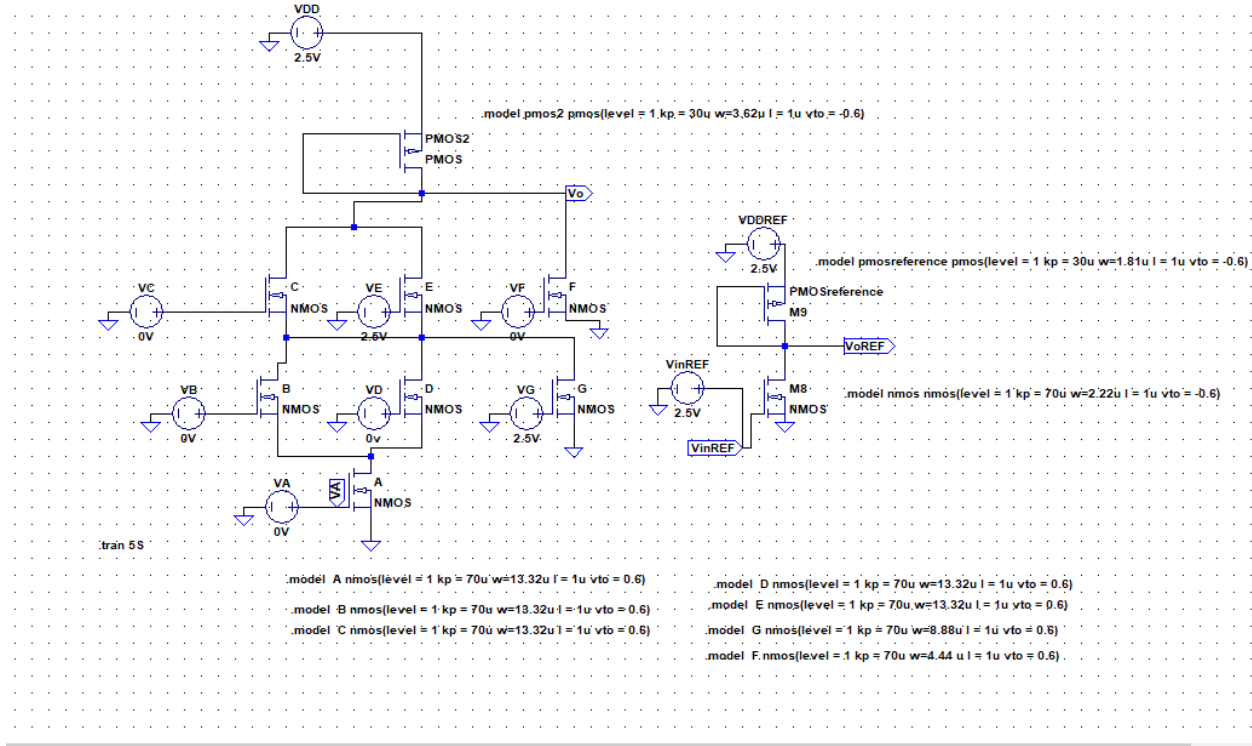 VDD
2.5V
.model pmos2 pmos(level = 1 kp = 30u w=3.62u l = 1u vto = -0.6)
PMOS2
PMOS
Vo
VDDREF
2.5V
.model pmosreference pmos(level = 1 kp = 30u w=1.81u l = 1u vto = -0.6)
PMOSreference
M9
VoREF
VC
0V
C
NMOS
VE
2.5V
E
NMOS
VF
0V
F
NMOS
VinREF
2.5V
VinREF
M8
NMOS
.model nmos nmos(level = 1 kp = 70u w=2.22u l = 1u vto = -0.6)
VB
0V
B
NMOS
VD
0v
D
NMOS
VG
2.5V
G
NMOS
VA
0V
VA
A
NMOS
.tran 5S
.model A nmos(level = 1 kp = 70u w=13.32u l = 1u vto = 0.6)
.model B nmos(level = 1 kp = 70u w=13.32u l = 1u vto = 0.6)
.model C nmos(level = 1 kp = 70u w=13.32u l = 1u vto = 0.6)
.model D nmos(level = 1 kp = 70u w=13.32u l = 1u vto = 0.6)
.model E nmos(level = 1 kp = 70u w=13.32u l = 1u vto = 0.6)
.model G nmos(level = 1 kp = 70u w=8.88u l = 1u vto = 0.6)
.model F nmos(level = 1 kp = 70u w=4.44 u l = 1u vto = 0.6)